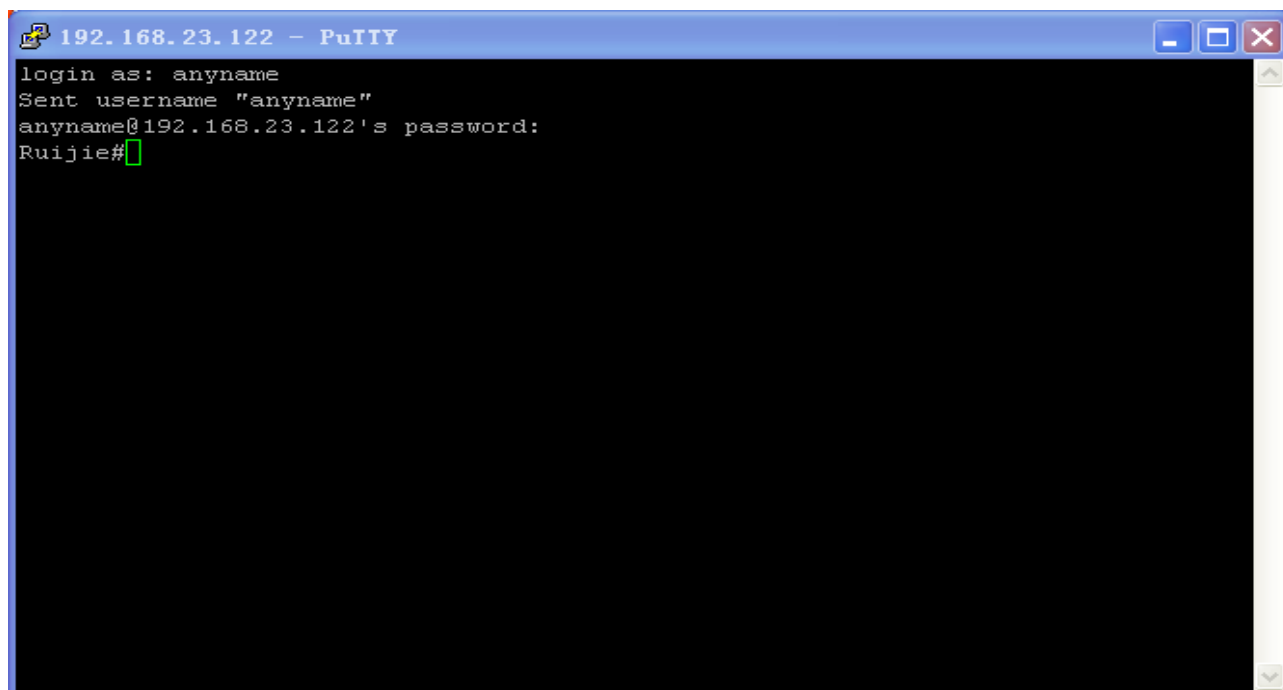 192.168.23.122 - PuTTY
login as: anyname
Sent username "anyname"
anyname@192.168.23.122's password:
Ruijie#